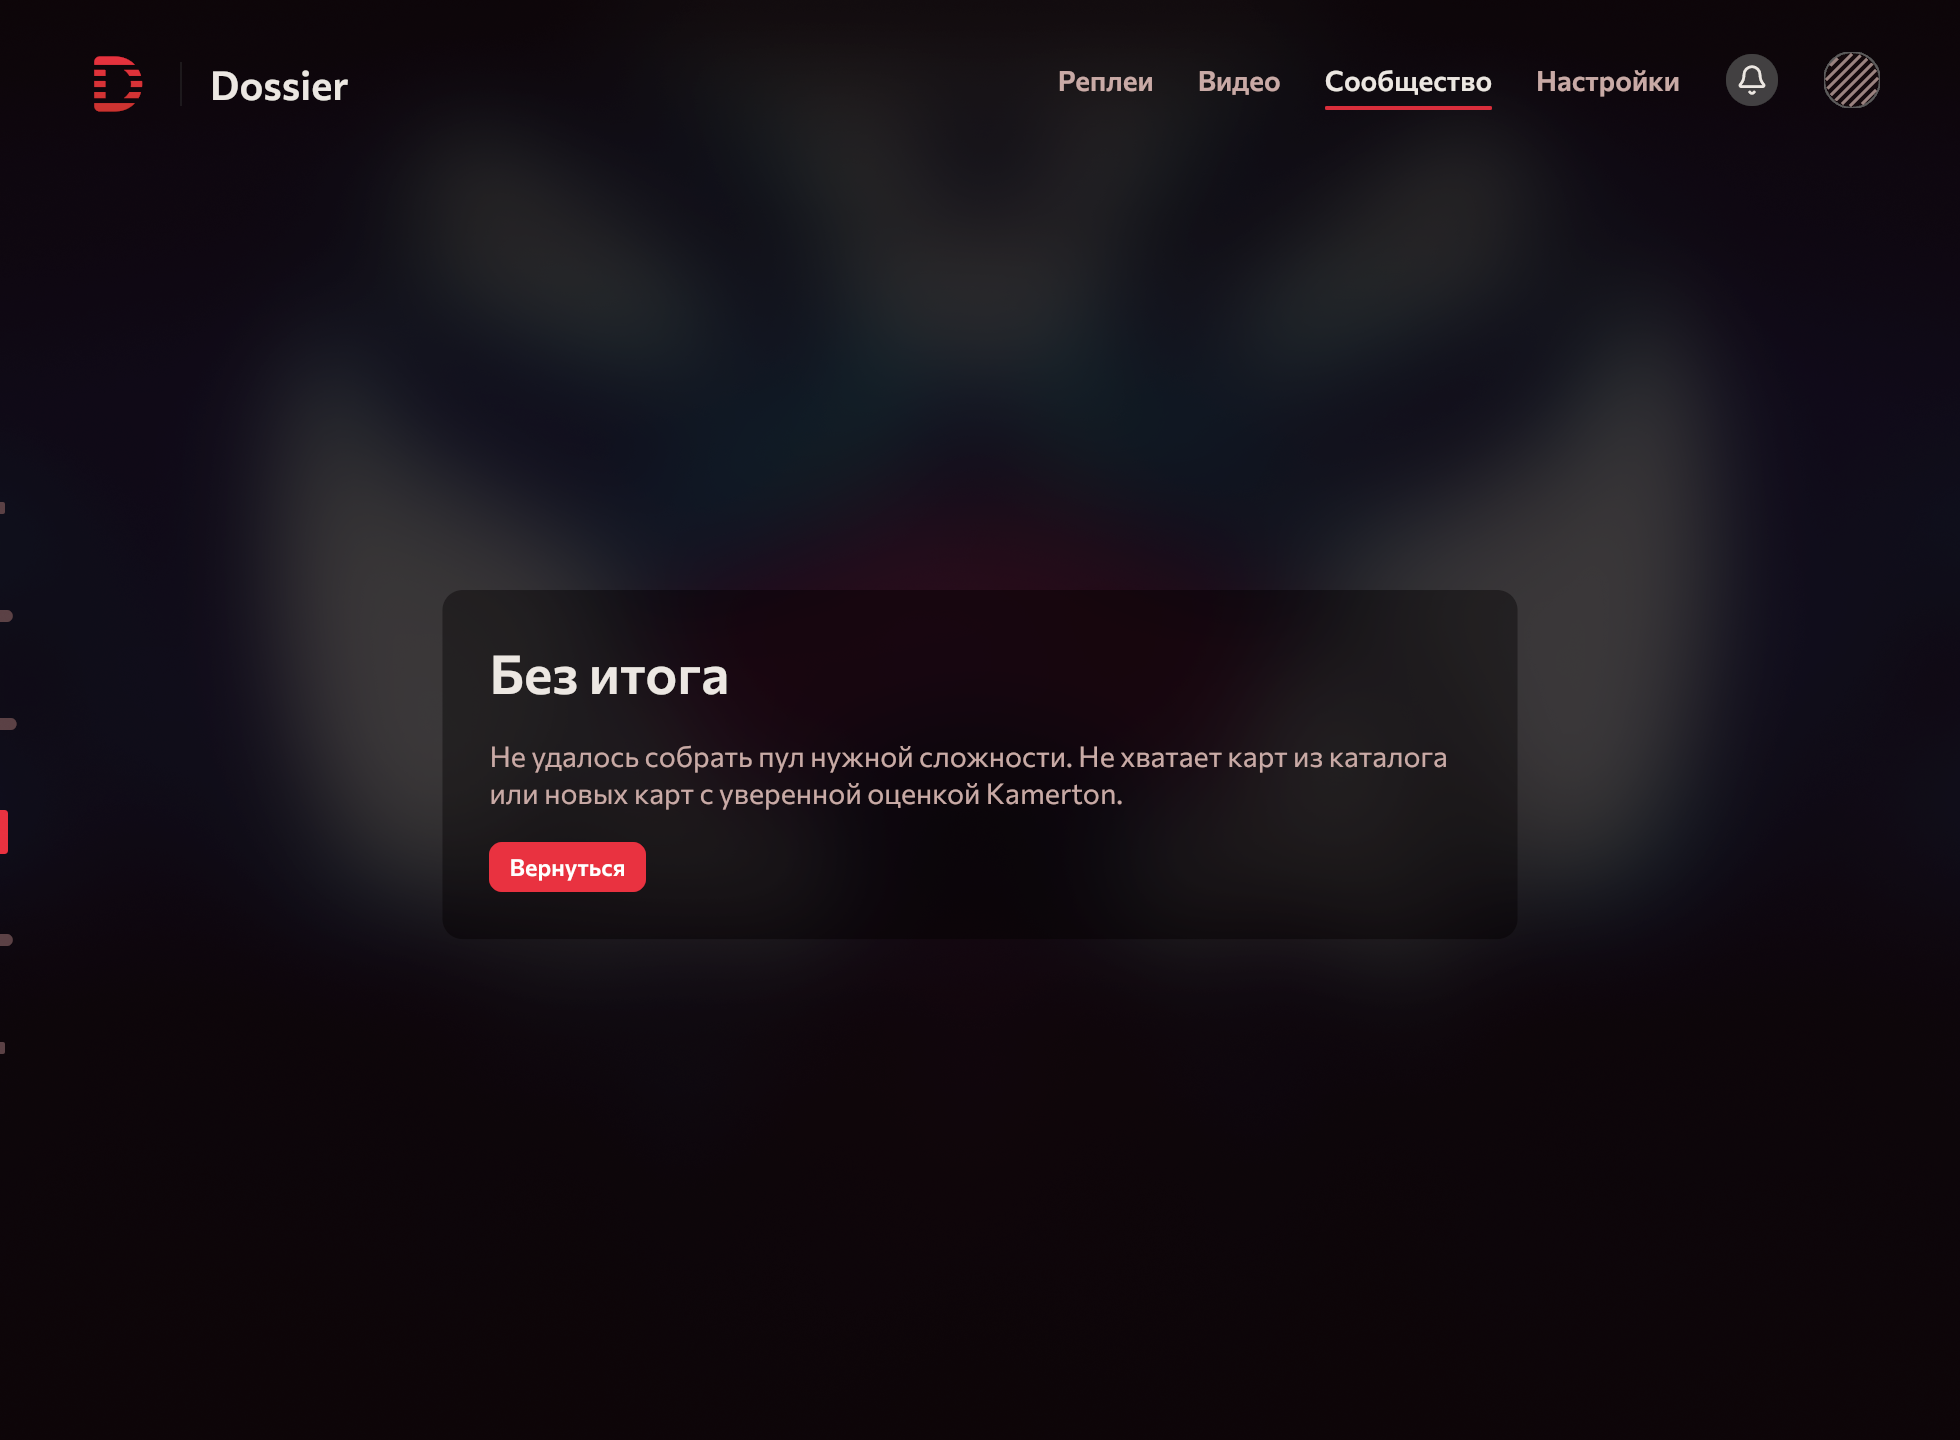 Dossier
Реплеи
Видео
Сообщество
Настройки
Без итога
Не удалось собрать пул нужной сложности. Не хватает карт из каталога
или новых карт с уверенной оценкой Kamerton.
Вернуться